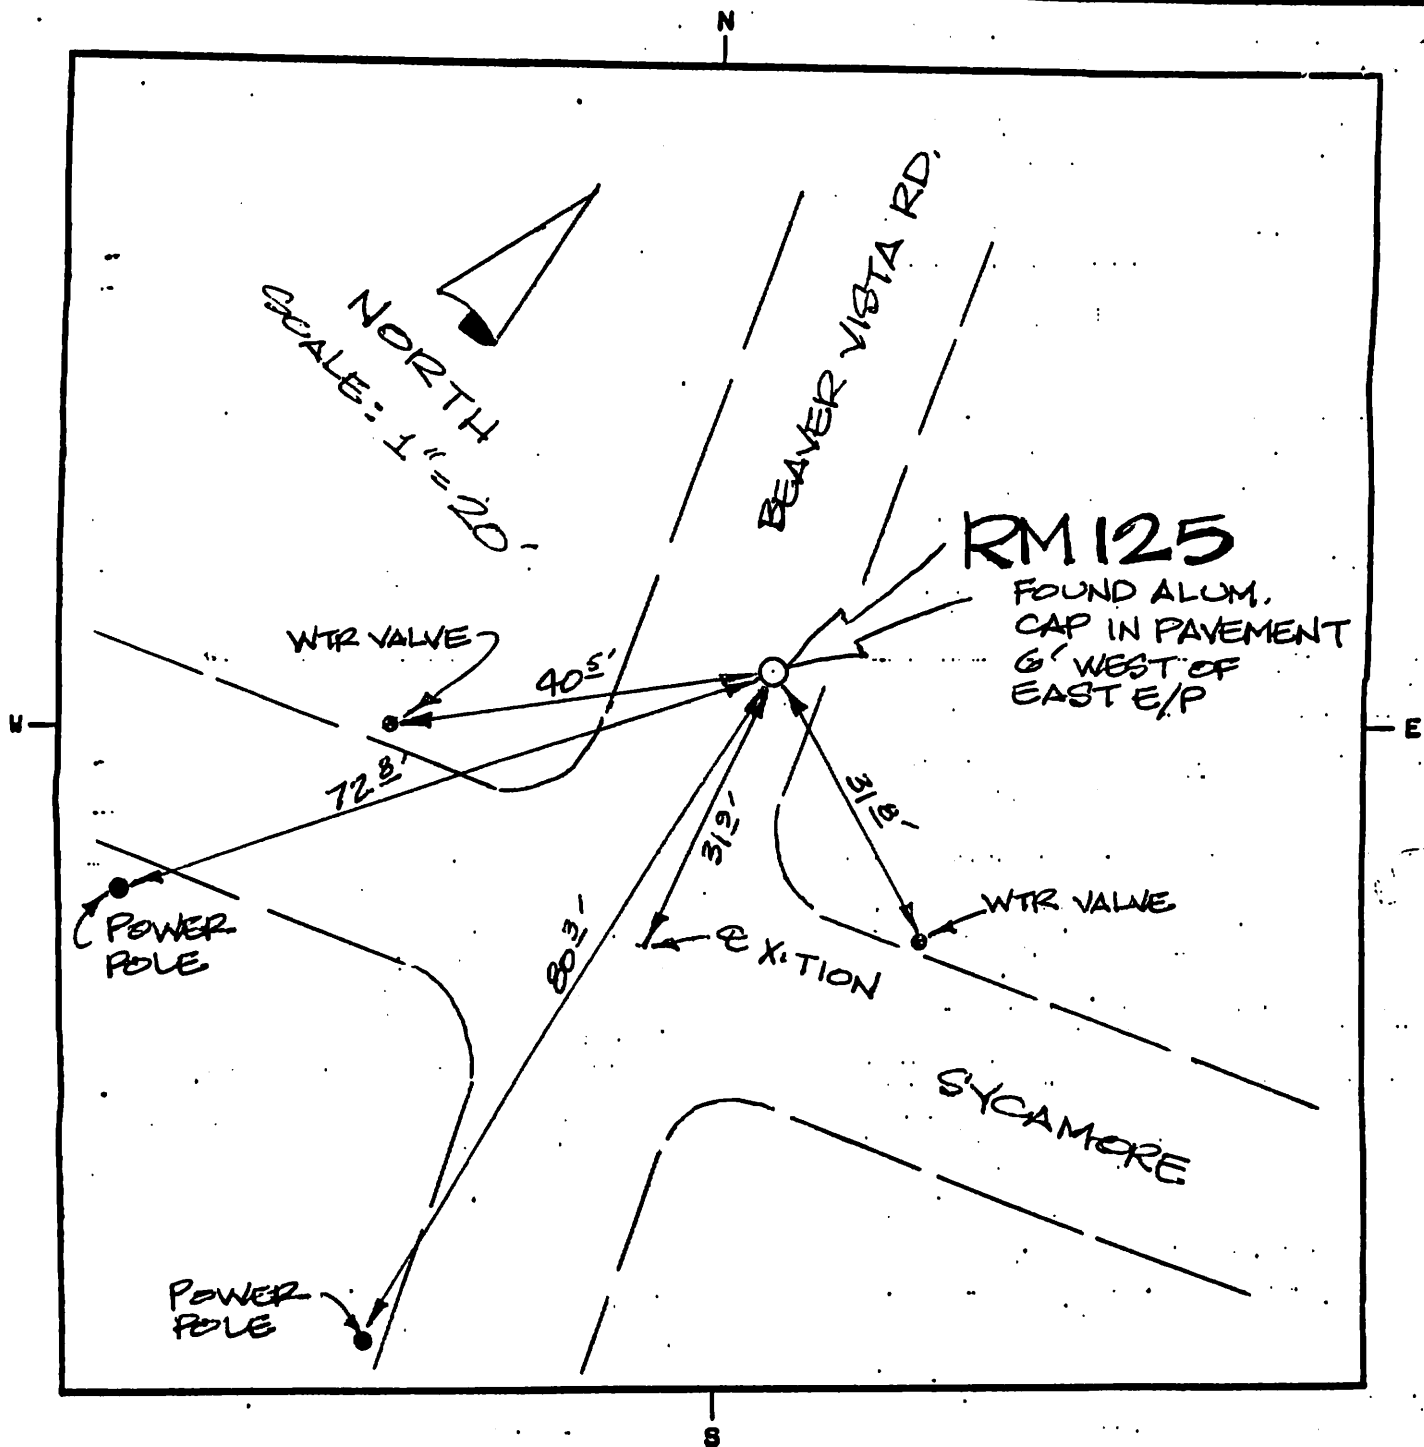 N
BEAVER VISTA RD.
NORTH
SCALE: 1" = 20'
RM 125
FOUND ALUM.
CAP IN PAVEMENT
6' WEST OF
EAST E/P
WTR VALVE
40 5'
W
E
72 8'
31 9'
31 8'
WTR VALVE
POWER
POLE
80 3'
℄ X·TION
SYCAMORE
POWER
POLE
S